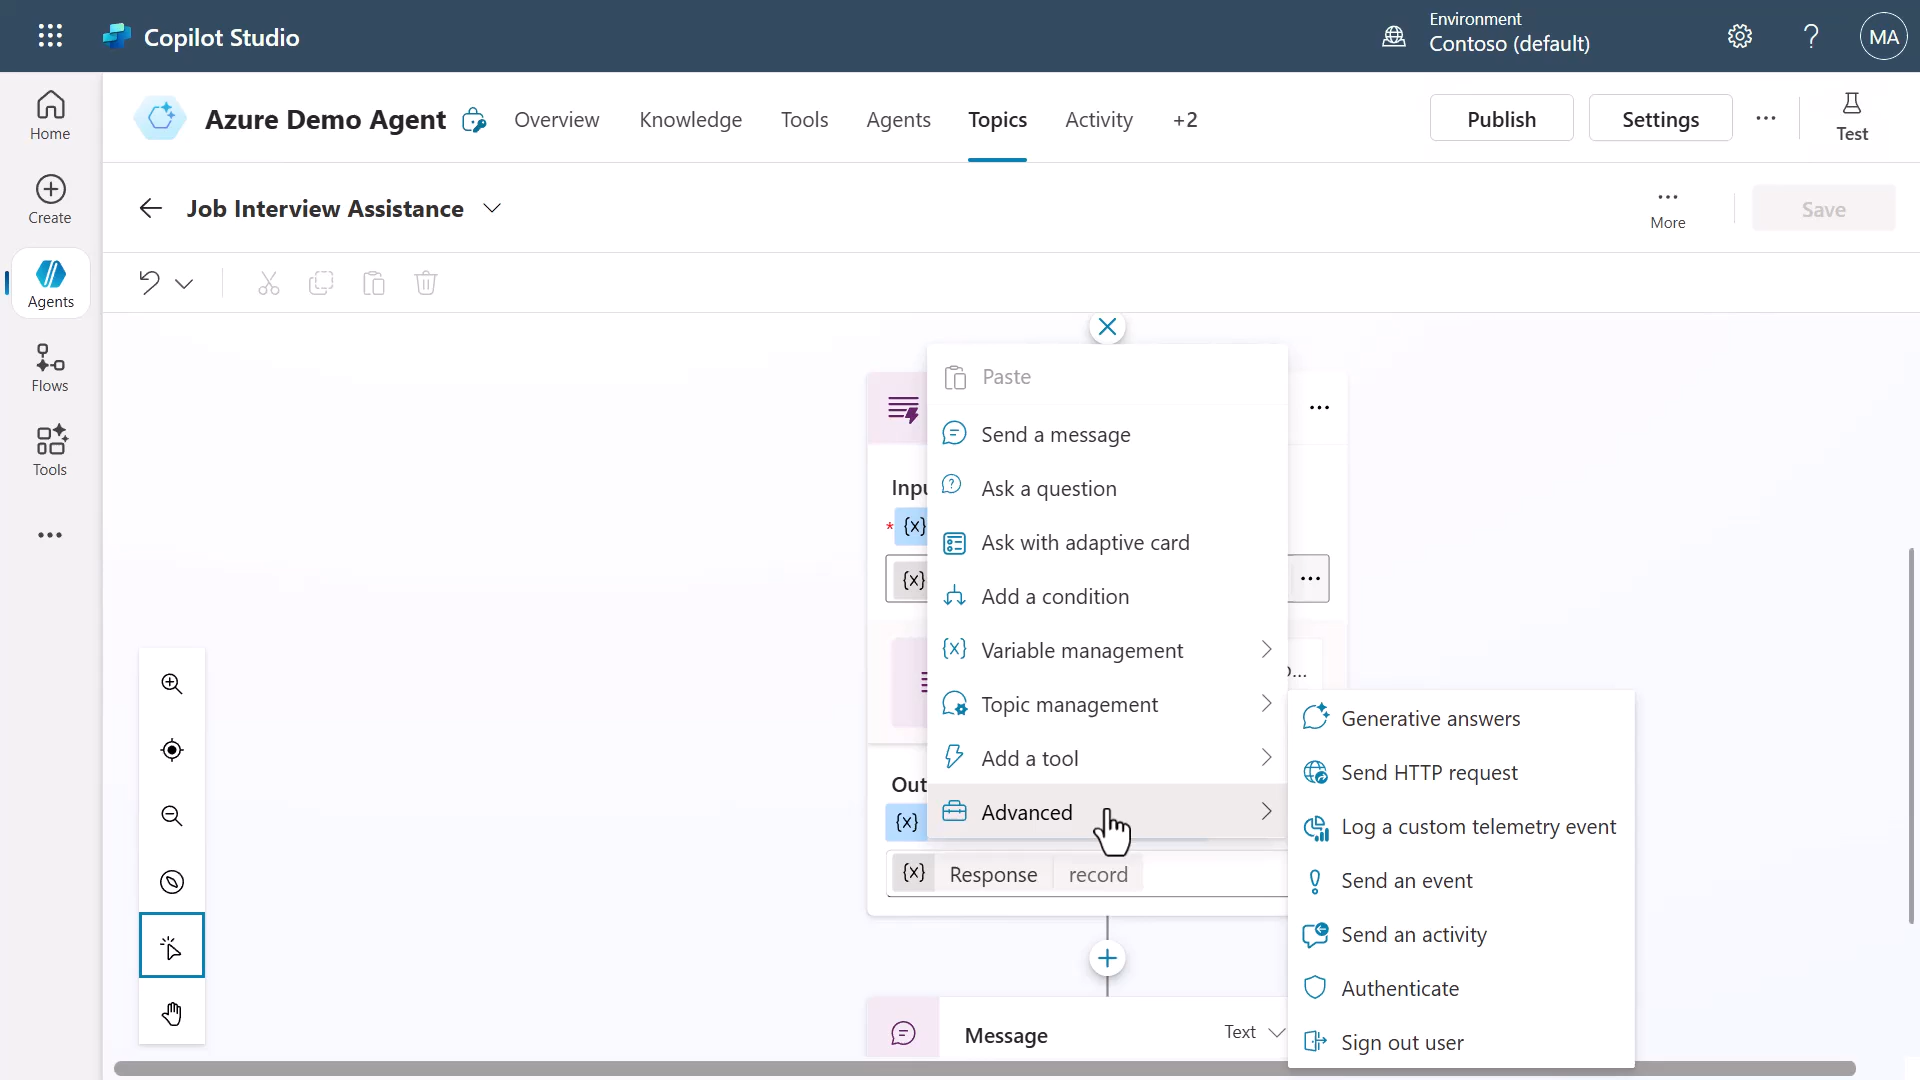 Copilot Studio
Environment
Contoso (default)
MA
Home
Create
Agents
Flows
Tools
Azure Demo Agent
Overview
Knowledge
Tools
Agents
Topics
Activity
+2
Publish
Settings
Test
Job Interview Assistance
More
Save
Paste
Send a message
Ask a question
Ask with adaptive card
Add a condition
Variable management
Topic management
Add a tool
Advanced
Inpu
* {x}
{x}
Out
{x}
{x} Response record
Message
Text
Generative answers
Send HTTP request
Log a custom telemetry event
Send an event
Send an activity
Authenticate
Sign out user